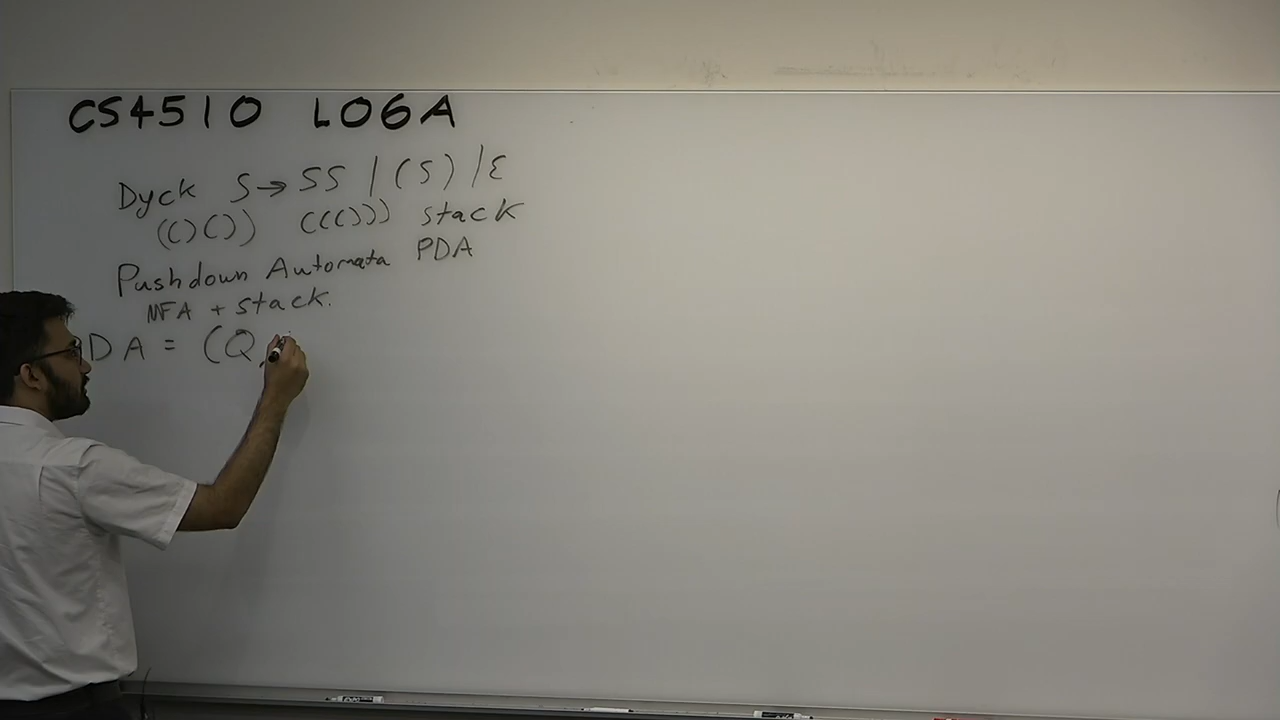 CS4510 L06A
Dyck S→SS | (S) | ε
(()()) ((())) stack
Pushdown Automata PDA
NFA + stack.
DA = (Q,